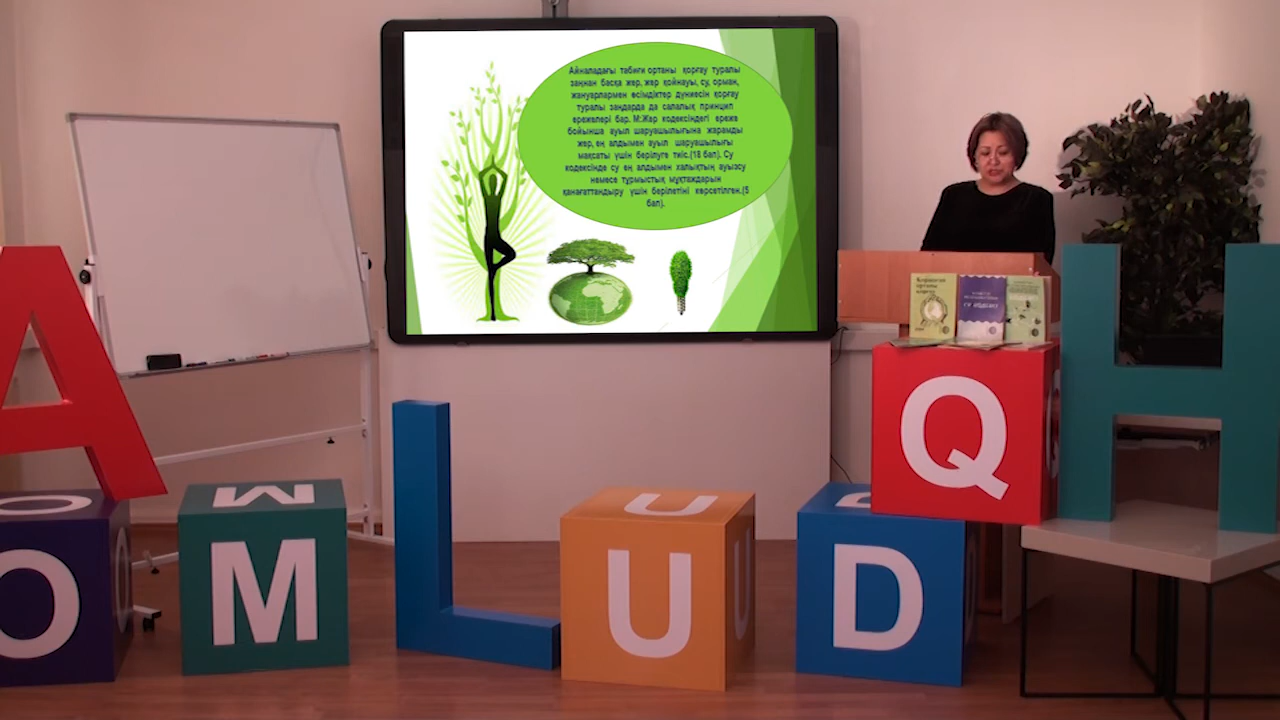 Айналадағы табиғи ортаны қорғау туралы
заңнан басқа жер, жер қойнауы, су, орман,
жануарлармен өсімдіктер дүниесін қорғау
туралы заңдарда да салалық принцип
ережелері бар. М:Жер кодексіндегі ереже
бойынша ауыл шаруашылығына жарамды
жер, ең алдымен ауыл шаруашылығы
мақсаты үшін берілуге тиіс.(18 бап). Су
кодексінде су ең алдымен халықтың ауызсу
немесе тұрмыстық мұқтаждарын
қанағаттандыру үшін берілетіні көрсетілген.(5
бап).
СУ КОДЕКСІ
A
H
Q
L
M
M
U
U
U
D
D
O
O
O